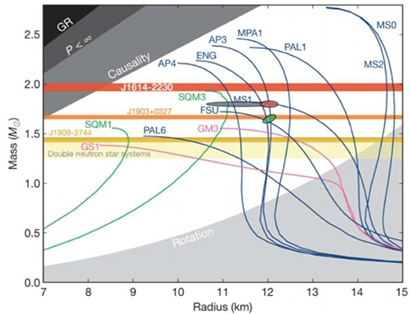 GR
P < ∞
Causality
AP4
ENG
AP3
MPA1
PAL1
MS0
MS2
J1614-2230
SQM3
MS1
FSU
J1903+0327
SQM1
GM3
J1909-3744
PAL6
Double neutron star systems
GS1
Rotation
Mass (M☉)
2.5
2.0
1.5
1.0
0.5
0.0
7 8 9 10 11 12 13 14 15
Radius (km)